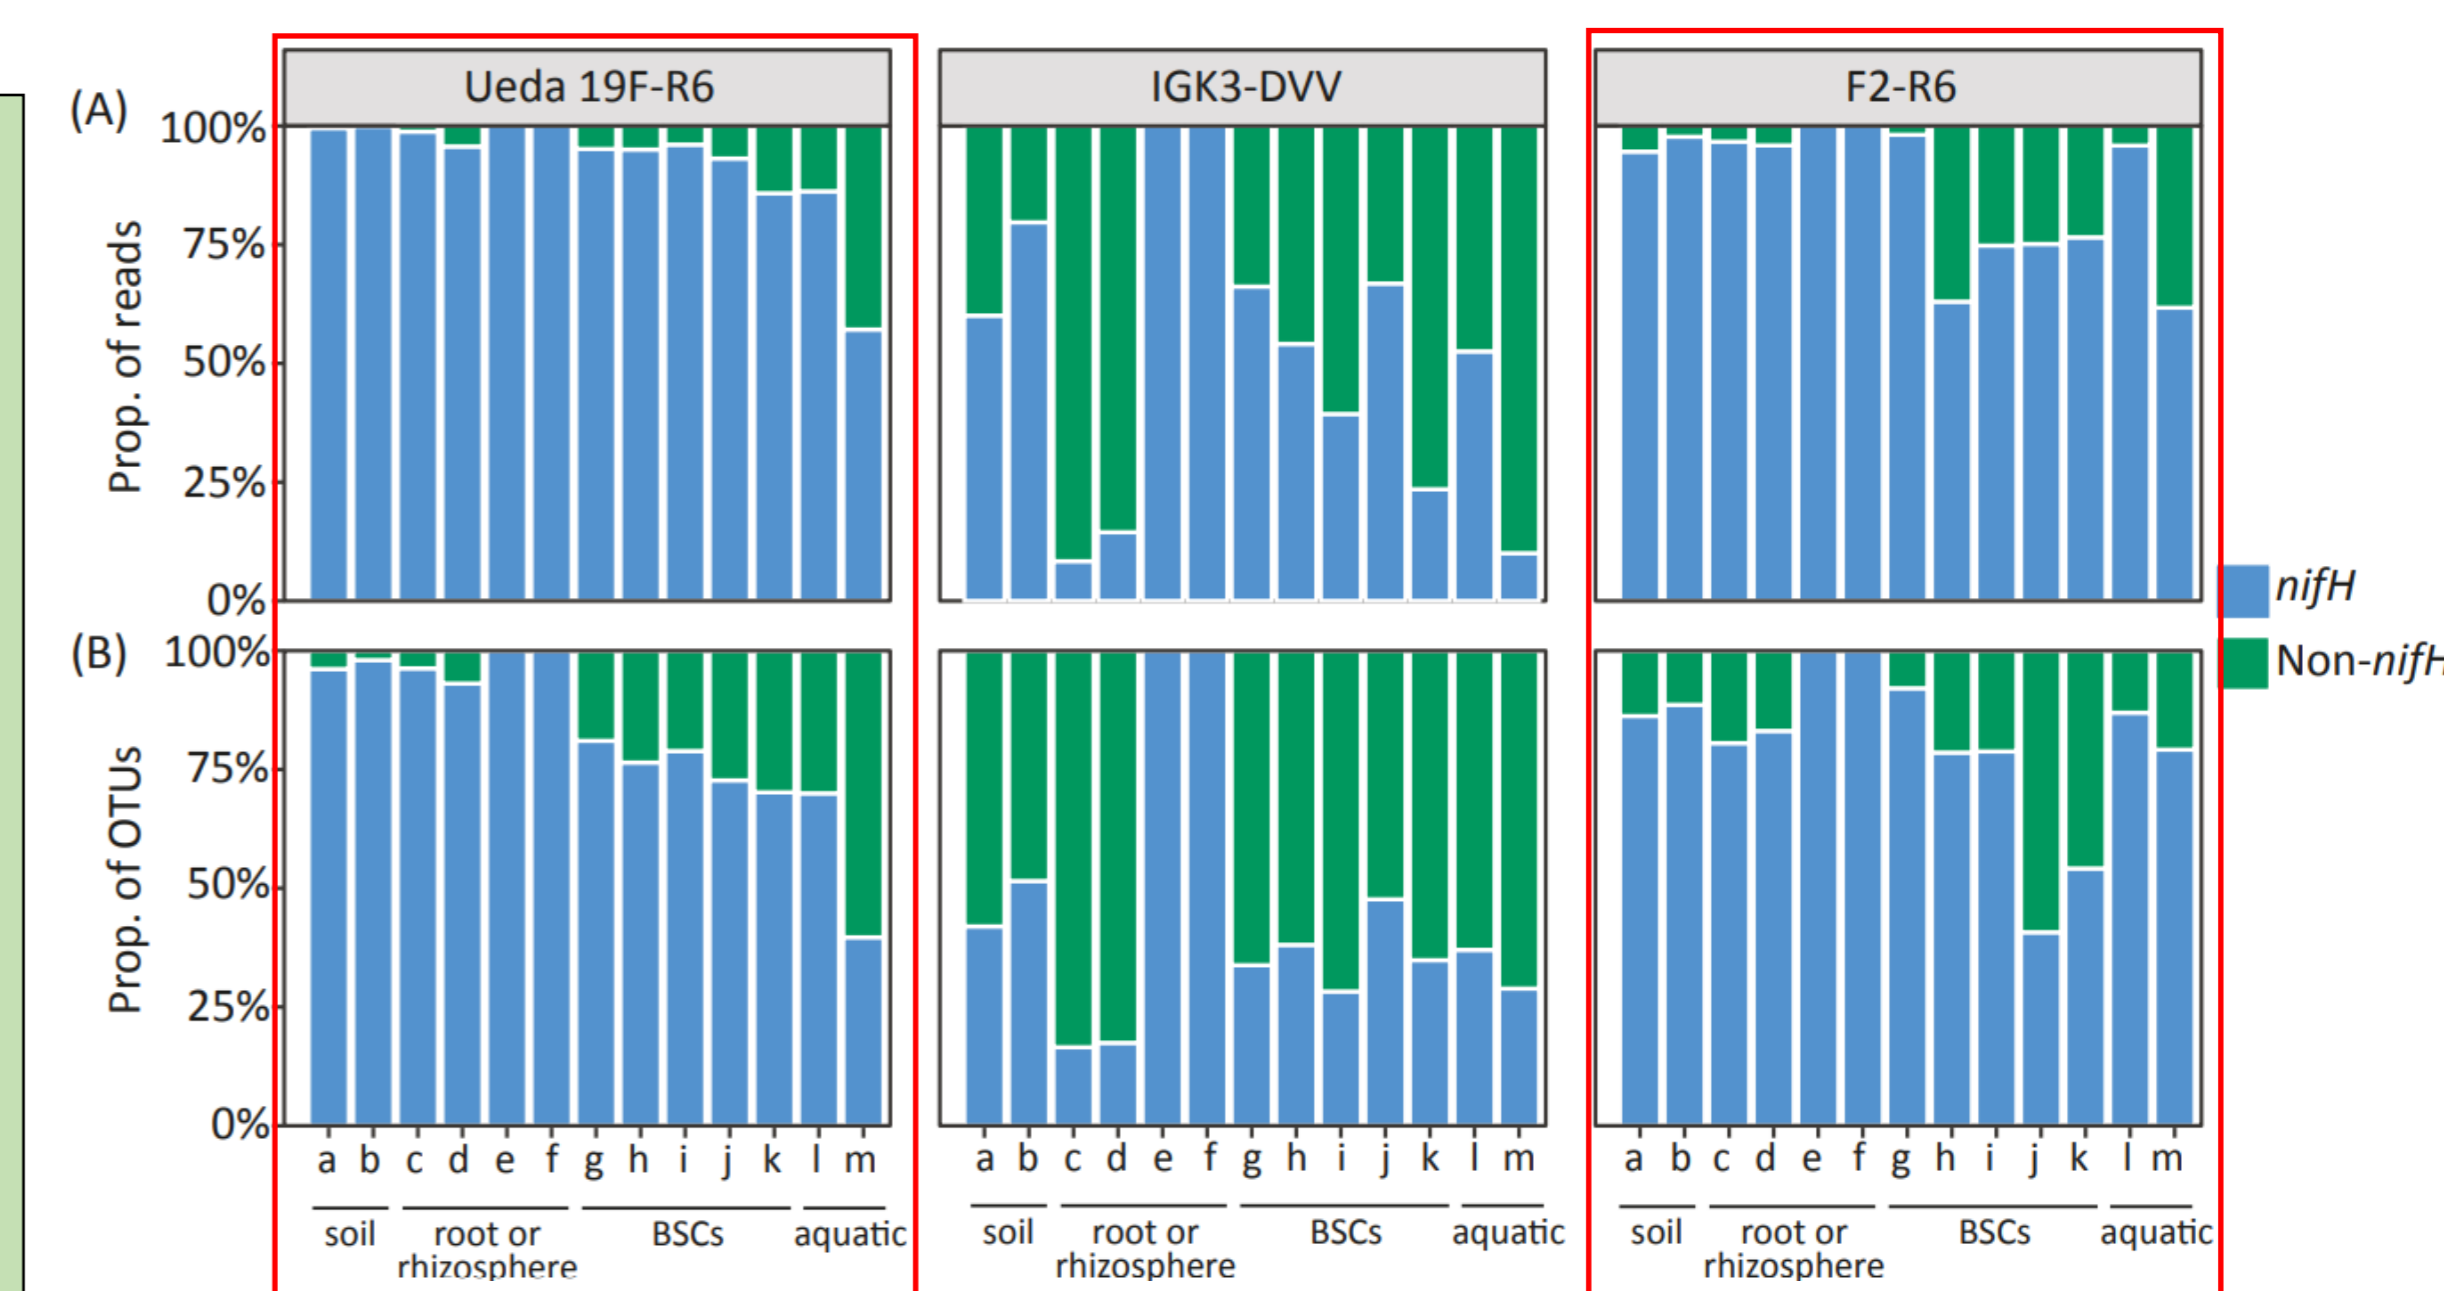 Ueda 19F-R6 IGK3-DVV F2-R6
(A)
100%
75%
50%
25%
0%
Prop. of reads
nifH
Non-nifH
(B)
100%
75%
50%
25%
0%
Prop. of OTUs
a b c d e f g h i j k l m a b c d e f g h i j k l m a b c d e f g h i j k l m
soil root or BSCs aquatic soil root or BSCs aquatic soil root or BSCs aquatic
rhizosphere rhizosphere rhizosphere